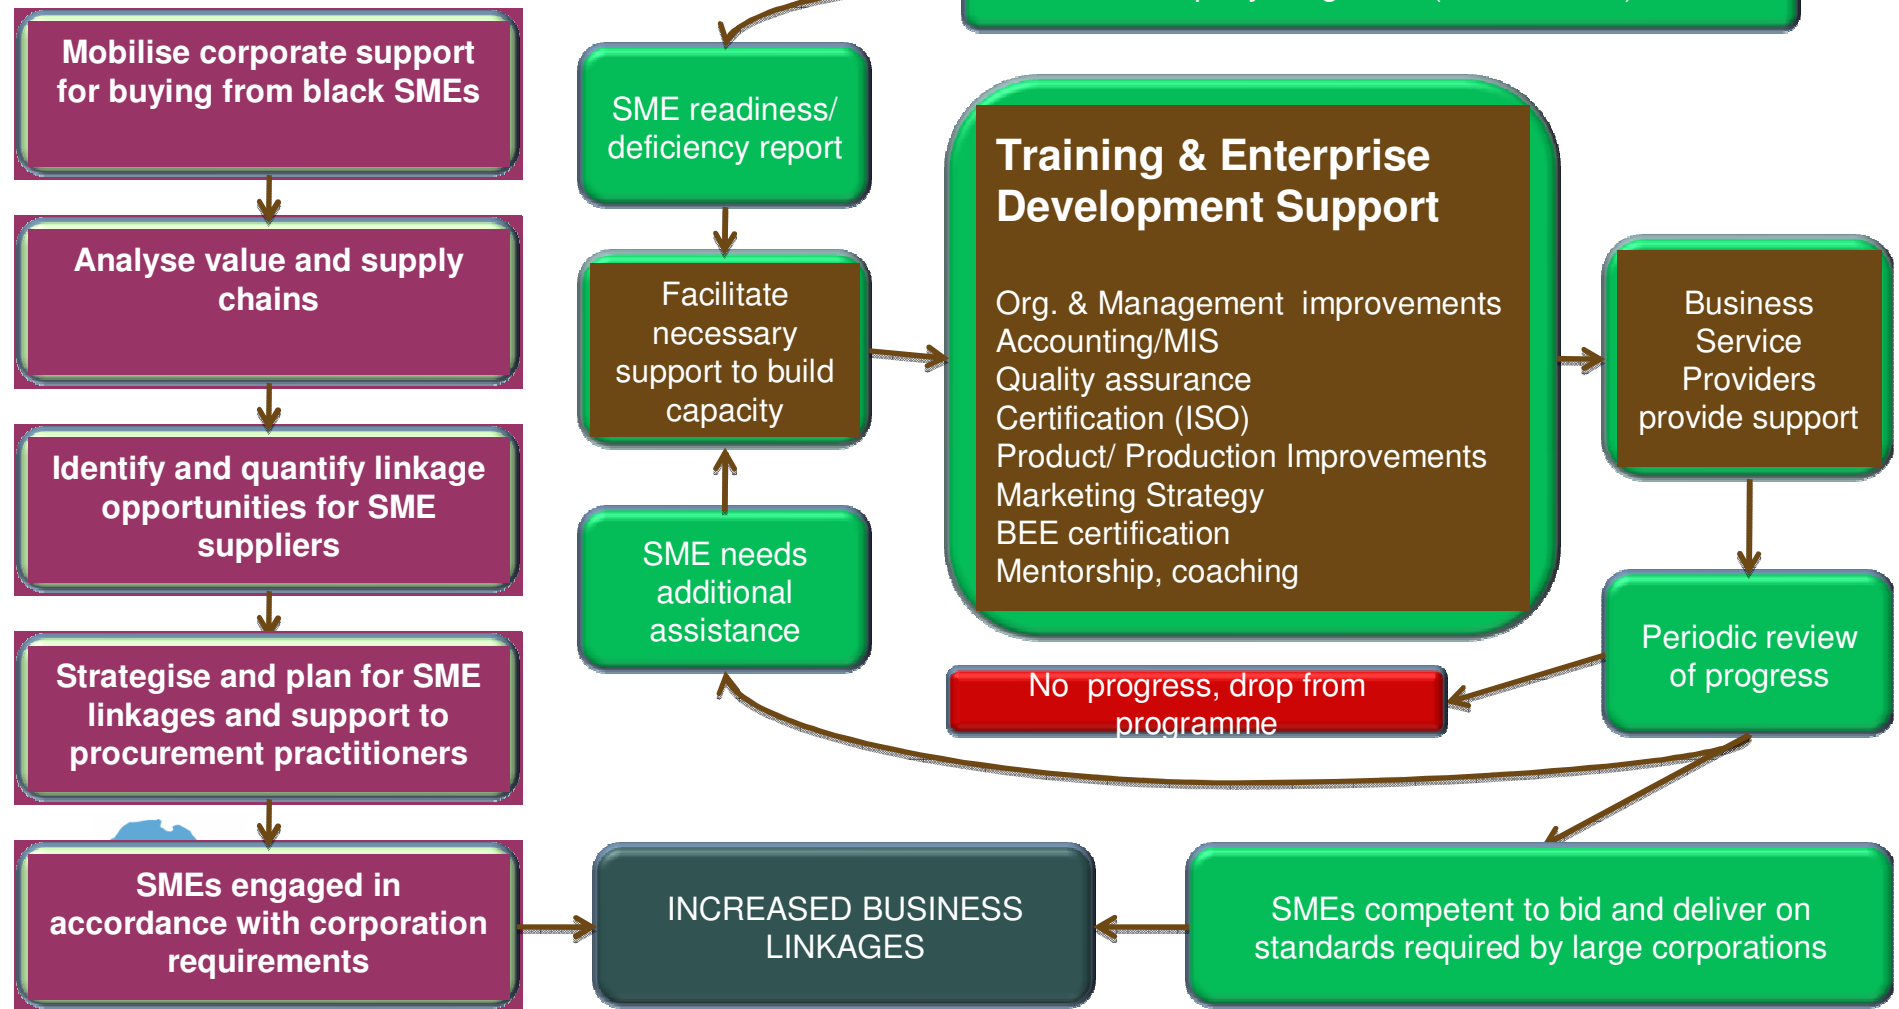 Mobilise corporate support
for buying from black SMEs
Analyse value and supply
chains
Identify and quantify linkage
opportunities for SME
suppliers
Strategise and plan for SME
linkages and support to
procurement practitioners
SMEs engaged in
accordance with corporation
requirements
SME readiness/
deficiency report
Facilitate
necessary
support to build
capacity
SME needs
additional
assistance
Training & Enterprise
Development Support
Org. & Management improvements
Accounting/MIS
Quality assurance
Certification (ISO)
Product/ Production Improvements
Marketing Strategy
BEE certification
Mentorship, coaching
Business
Service
Providers
provide support
Periodic review
of progress
No progress, drop from
programme
INCREASED BUSINESS
LINKAGES
SMEs competent to bid and deliver on
standards required by large corporations